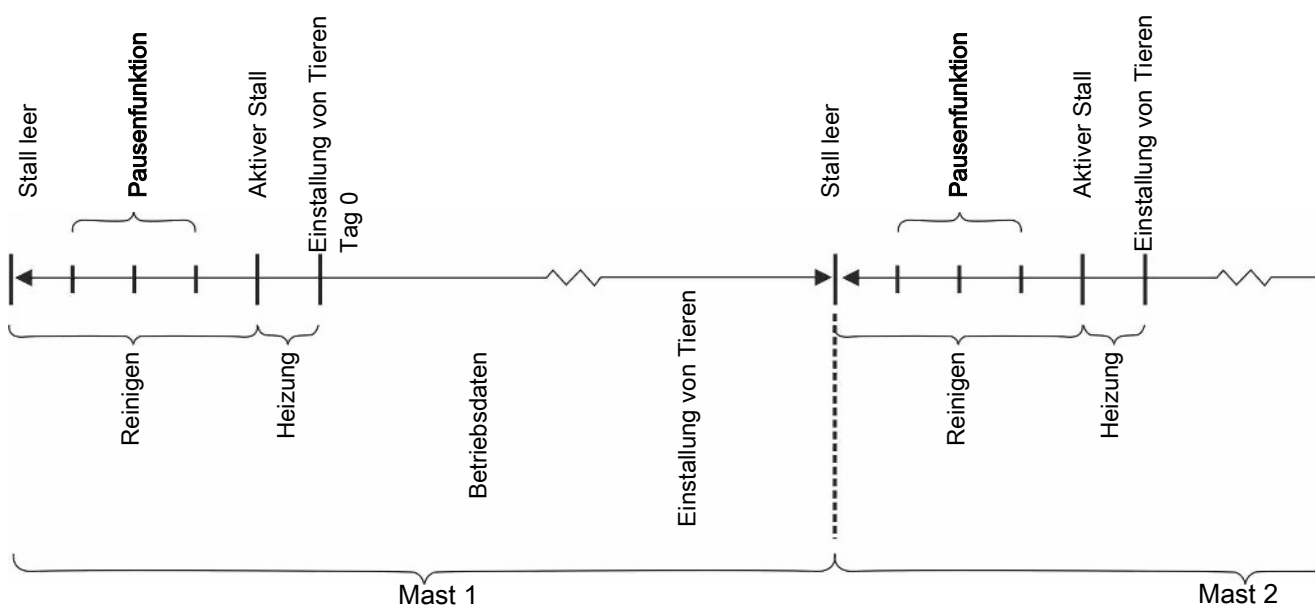 Stall leer
Pausenfunktion
Aktiver Stall
Einstallung von Tieren
Tag 0
Stall leer
Pausenfunktion
Aktiver Stall
Einstallung von Tieren
Reinigen
Heizung
Betriebsdaten
Einstallung von Tieren
Reinigen
Heizung
Mast 1
Mast 2